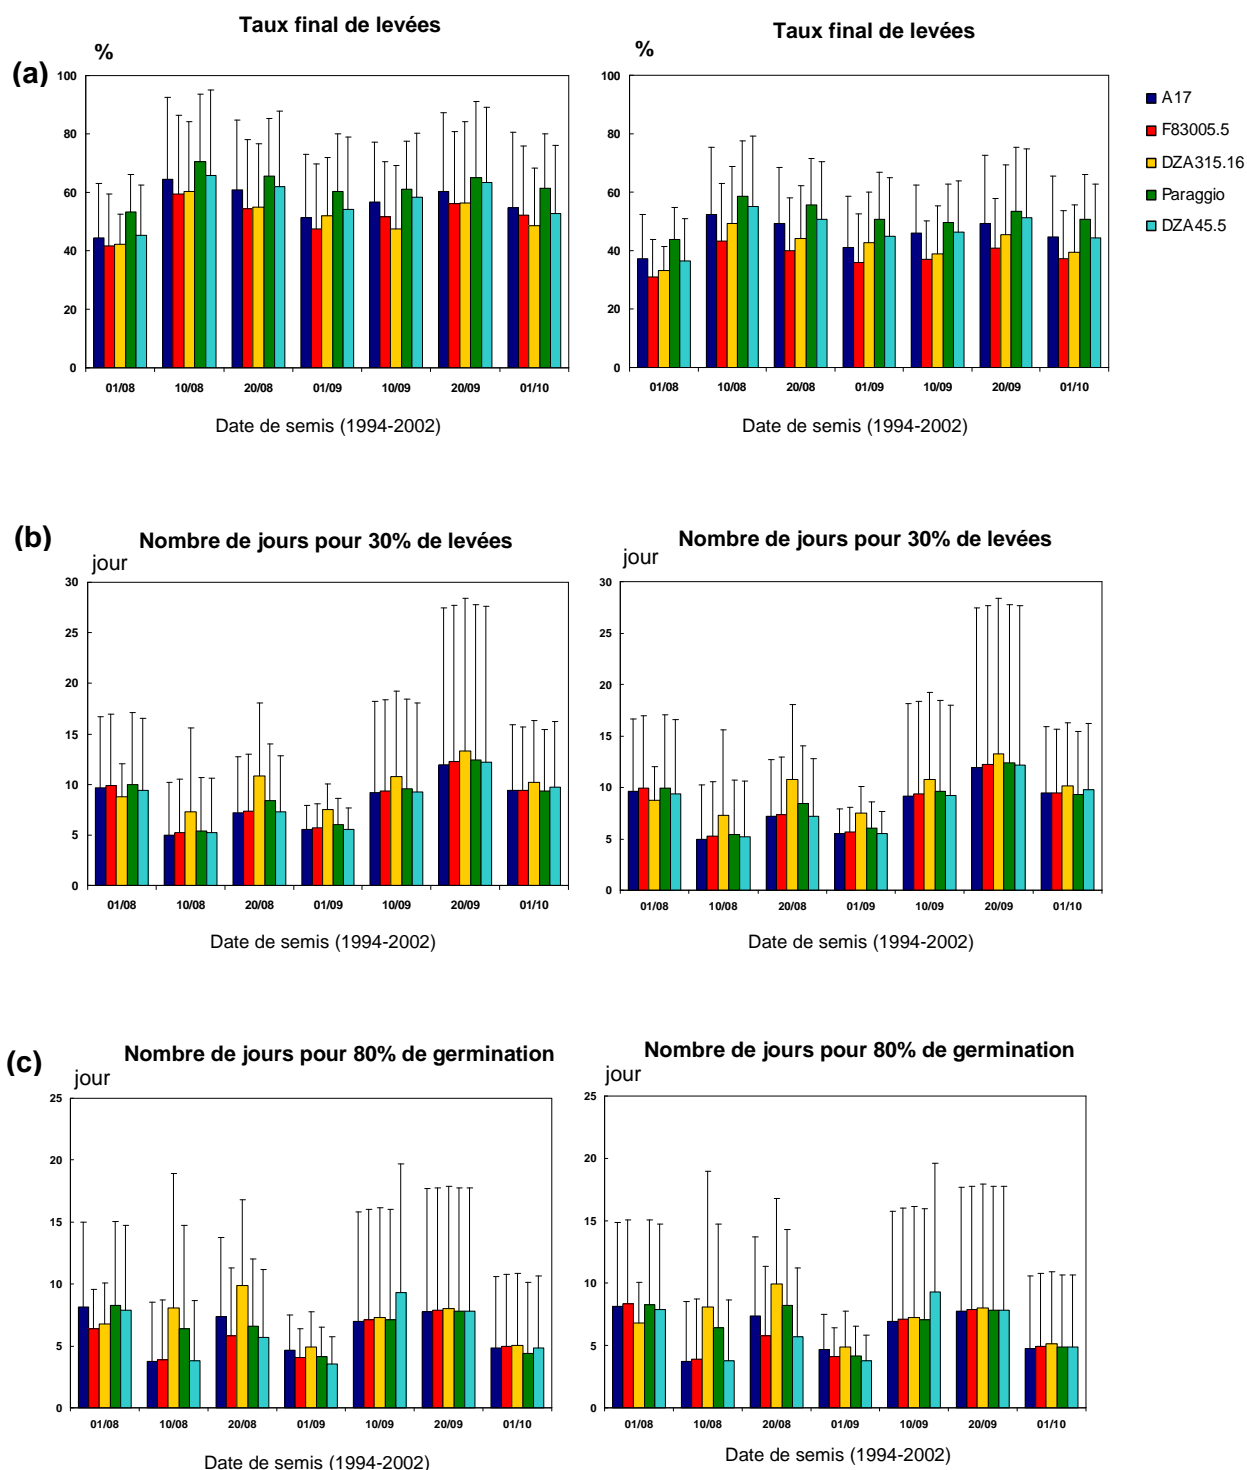 Taux final de levées
Taux final de levées
%
%
(a)
100
80
60
40
20
0
01/08 10/08 20/08 01/09 10/09 20/09 01/10
Date de semis (1994-2002)
100
80
60
40
20
0
01/08 10/08 20/08 01/09 10/09 20/09 01/10
Date de semis (1994-2002)
A17
F83005.5
DZA315.16
Paraggio
DZA45.5
(b)
Nombre de jours pour 30% de levées
jour
30
25
20
15
10
5
0
01/08 10/08 20/08 01/09 10/09 20/09 01/10
Date de semis (1994-2002)
Nombre de jours pour 30% de levées
jour
30
25
20
15
10
5
0
01/08 10/08 20/08 01/09 10/09 20/09 01/10
Date de semis (1994-2002)
(c)
Nombre de jours pour 80% de germination
jour
25
20
15
10
5
0
01/08 10/08 20/08 01/09 10/09 20/09 01/10
Date de semis (1994-2002)
Nombre de jours pour 80% de germination
jour
25
20
15
10
5
0
01/08 10/08 20/08 01/09 10/09 20/09 01/10
Date de semis (1994-2002)